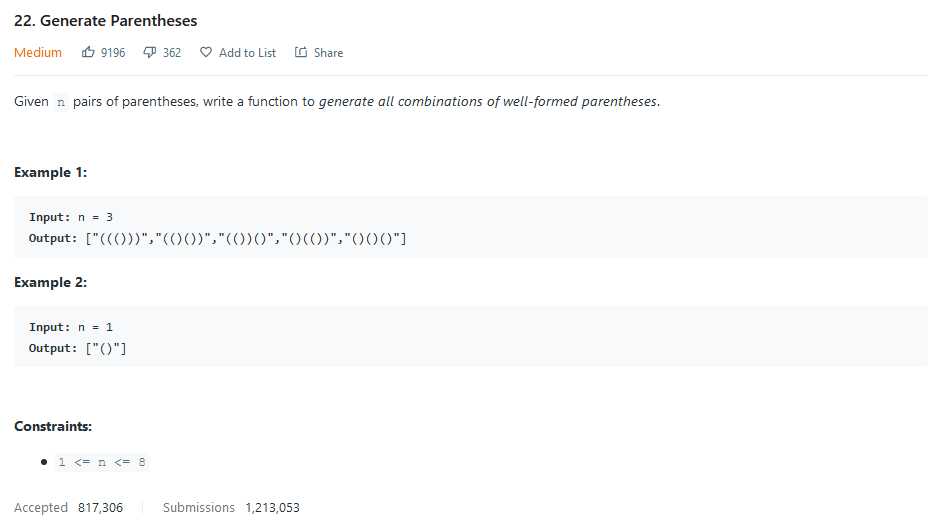 22. Generate Parentheses
Medium 9196 362 Add to List Share
Given n pairs of parentheses, write a function to generate all combinations of well-formed parentheses.
Example 1:
Input: n = 3
Output: ["((()))","(()())","(())()","()(())","()()()"]
Example 2:
Input: n = 1
Output: ["()"]
Constraints:
1 <= n <= 8
Accepted 817,306 Submissions 1,213,053